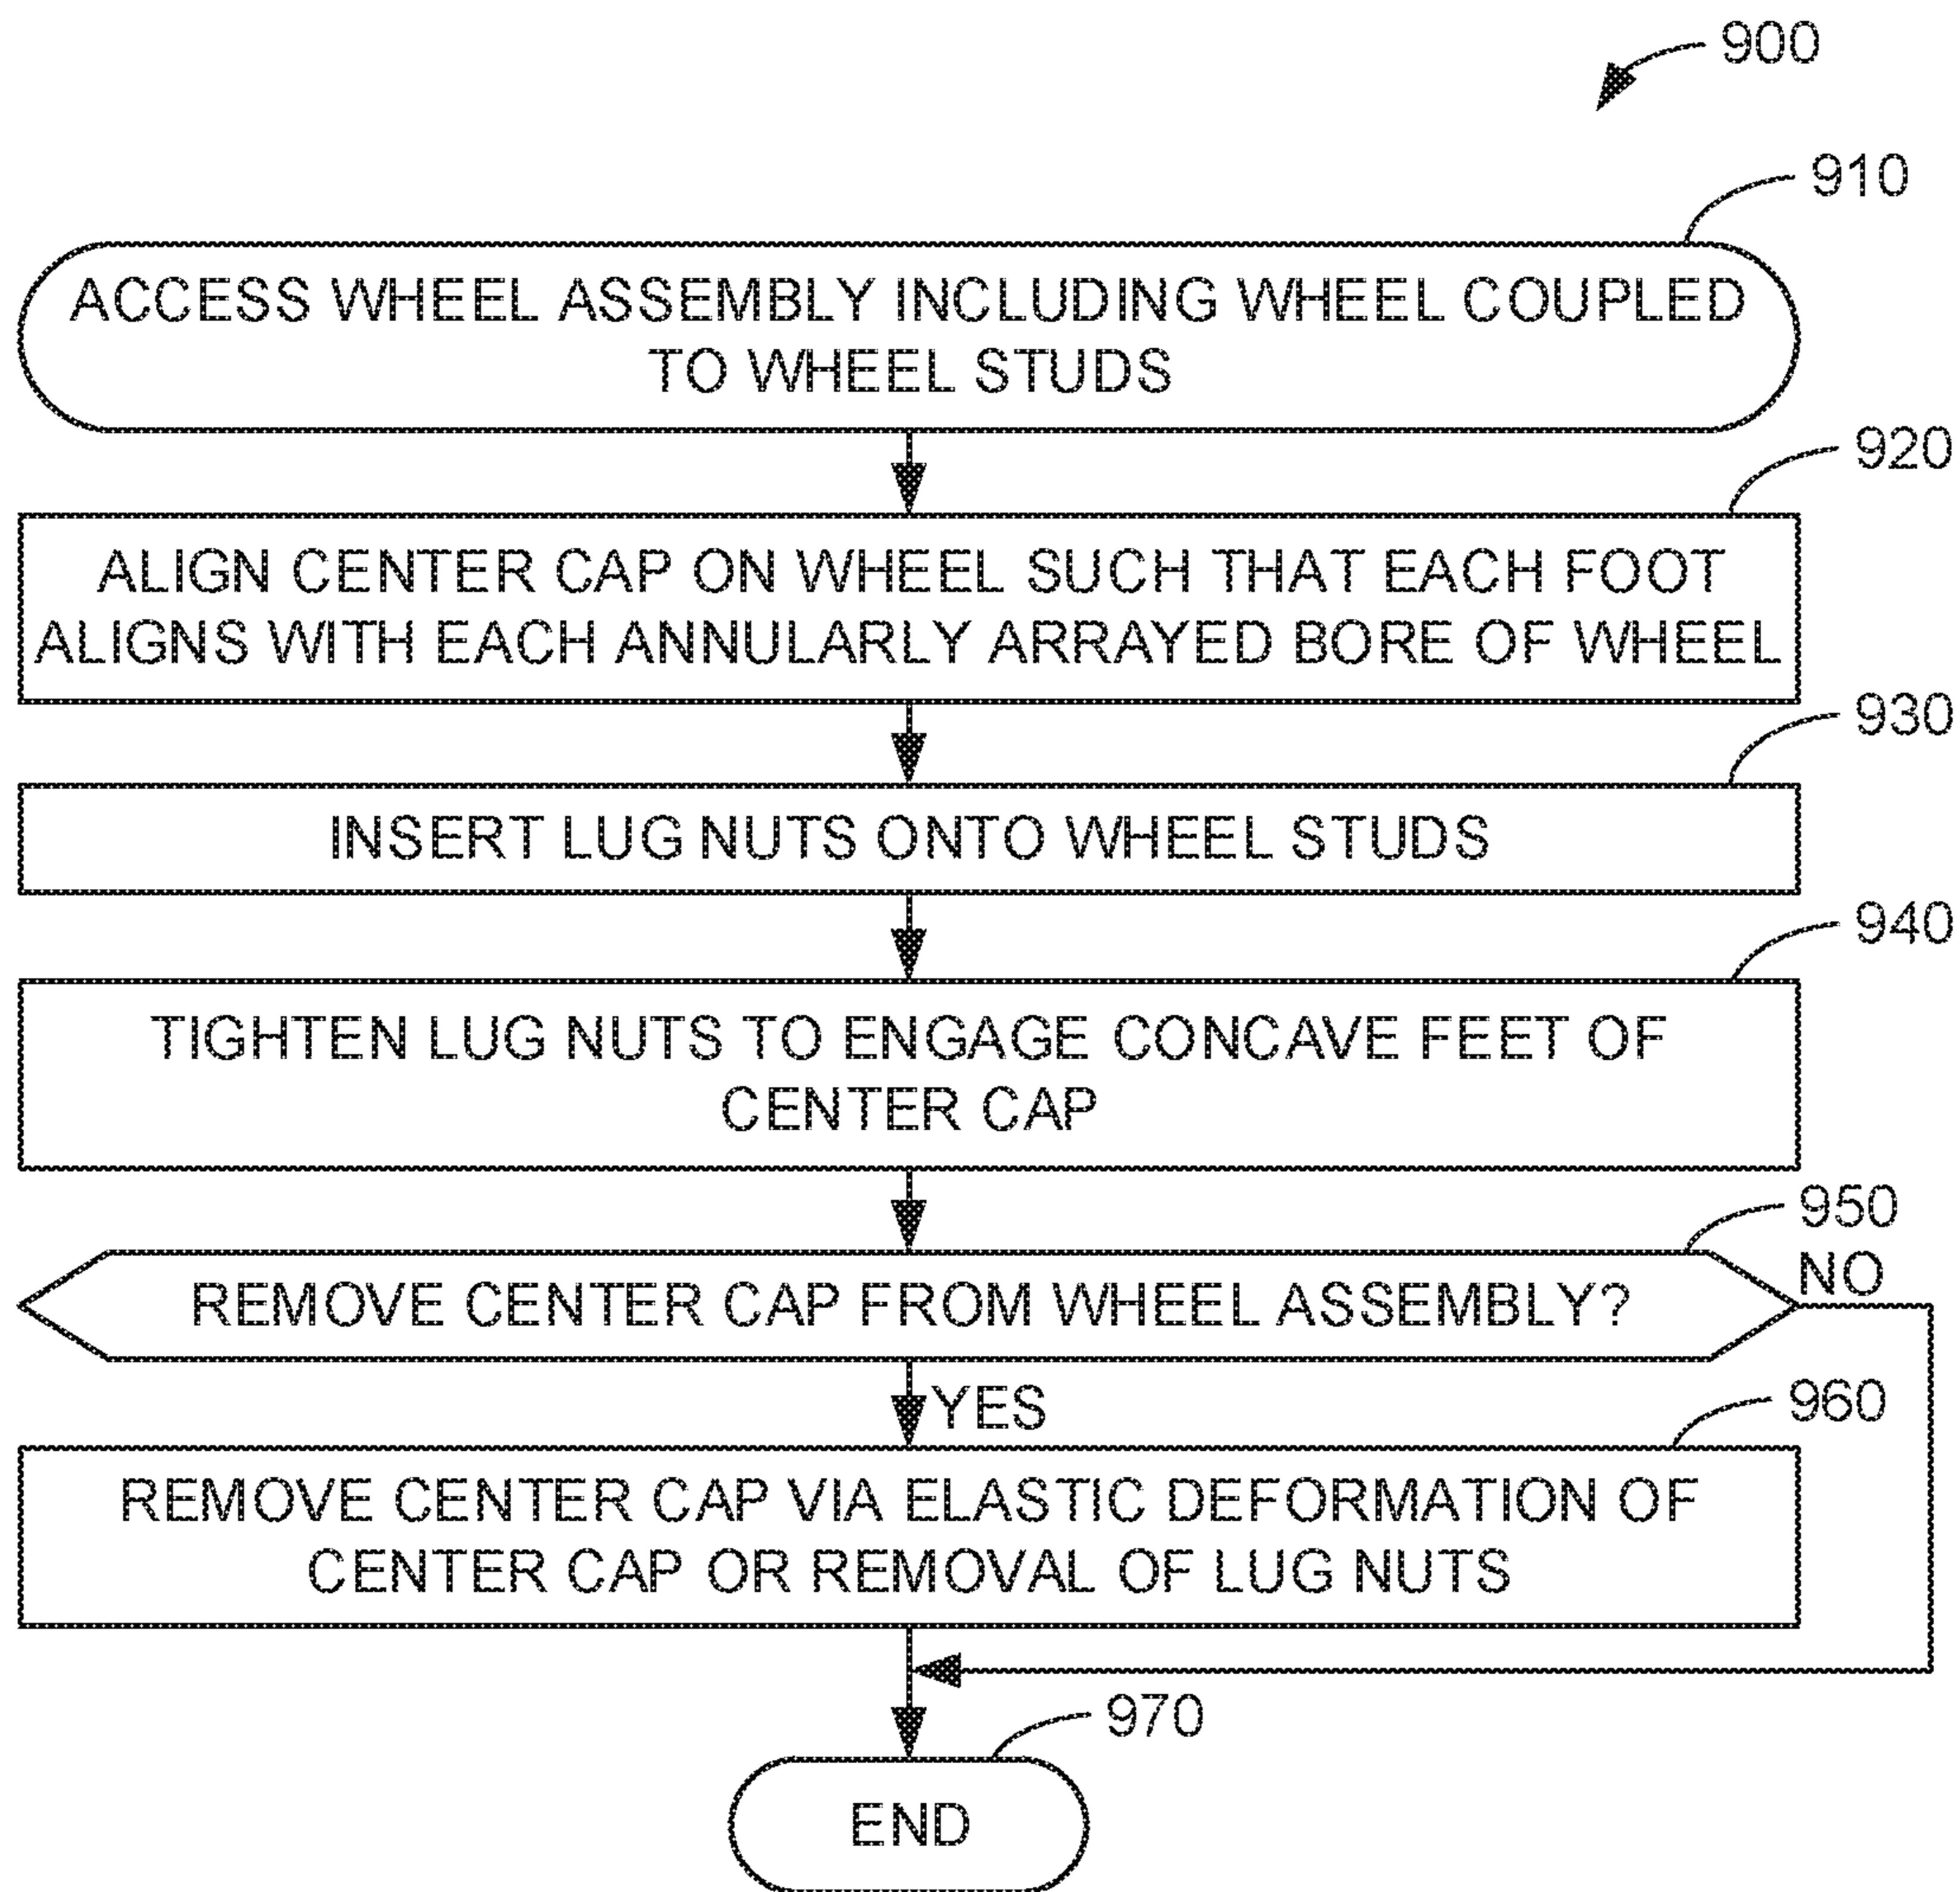 900
910
ACCESS WHEEL ASSEMBLY INCLUDING WHEEL COUPLED
TO WHEEL STUDS
920
ALIGN CENTER CAP ON WHEEL SUCH THAT EACH FOOT
ALIGNS WITH EACH ANNULARLY ARRAYED BORE OF WHEEL
930
INSERT LUG NUTS ONTO WHEEL STUDS
940
TIGHTEN LUG NUTS TO ENGAGE CONCAVE FEET OF
CENTER CAP
950
NO
REMOVE CENTER CAP FROM WHEEL ASSEMBLY?
YES
960
REMOVE CENTER CAP VIA ELASTIC DEFORMATION OF
CENTER CAP OR REMOVAL OF LUG NUTS
970
END